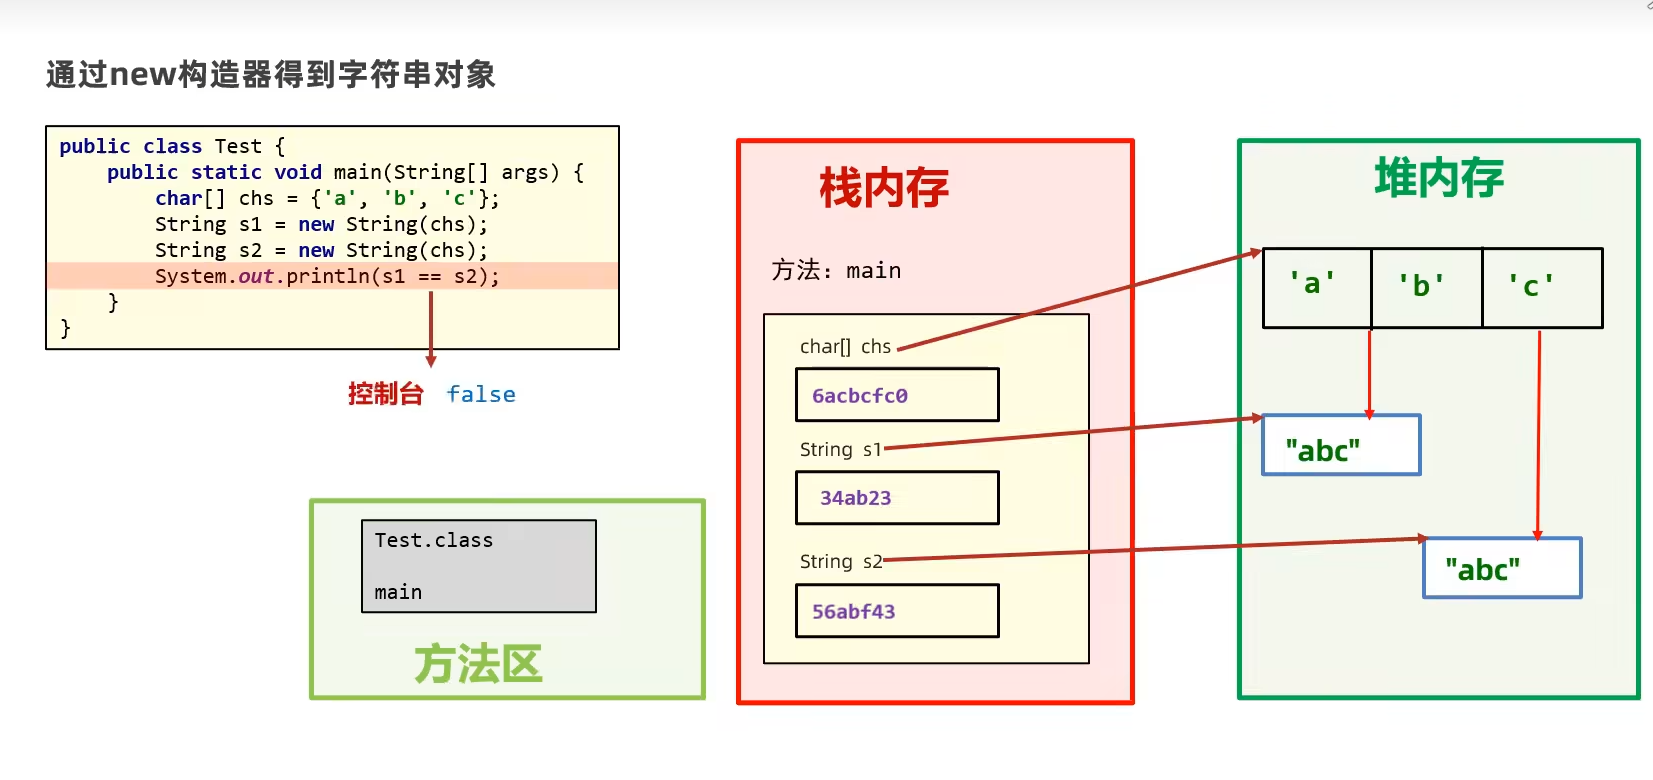 通过new构造器得到字符串对象
public class Test {
public static void main(String[] args) {
char[] chs = {'a', 'b', 'c'};
String s1 = new String(chs);
String s2 = new String(chs);
System.out.println(s1 == s2);
}
}
控制台 false
Test.class
main
方法区
栈内存
方法：main
char[] chs
6acbcfc0
String s1
34ab23
String s2
56abf43
堆内存
'a' 'b' 'c'
"abc"
"abc"